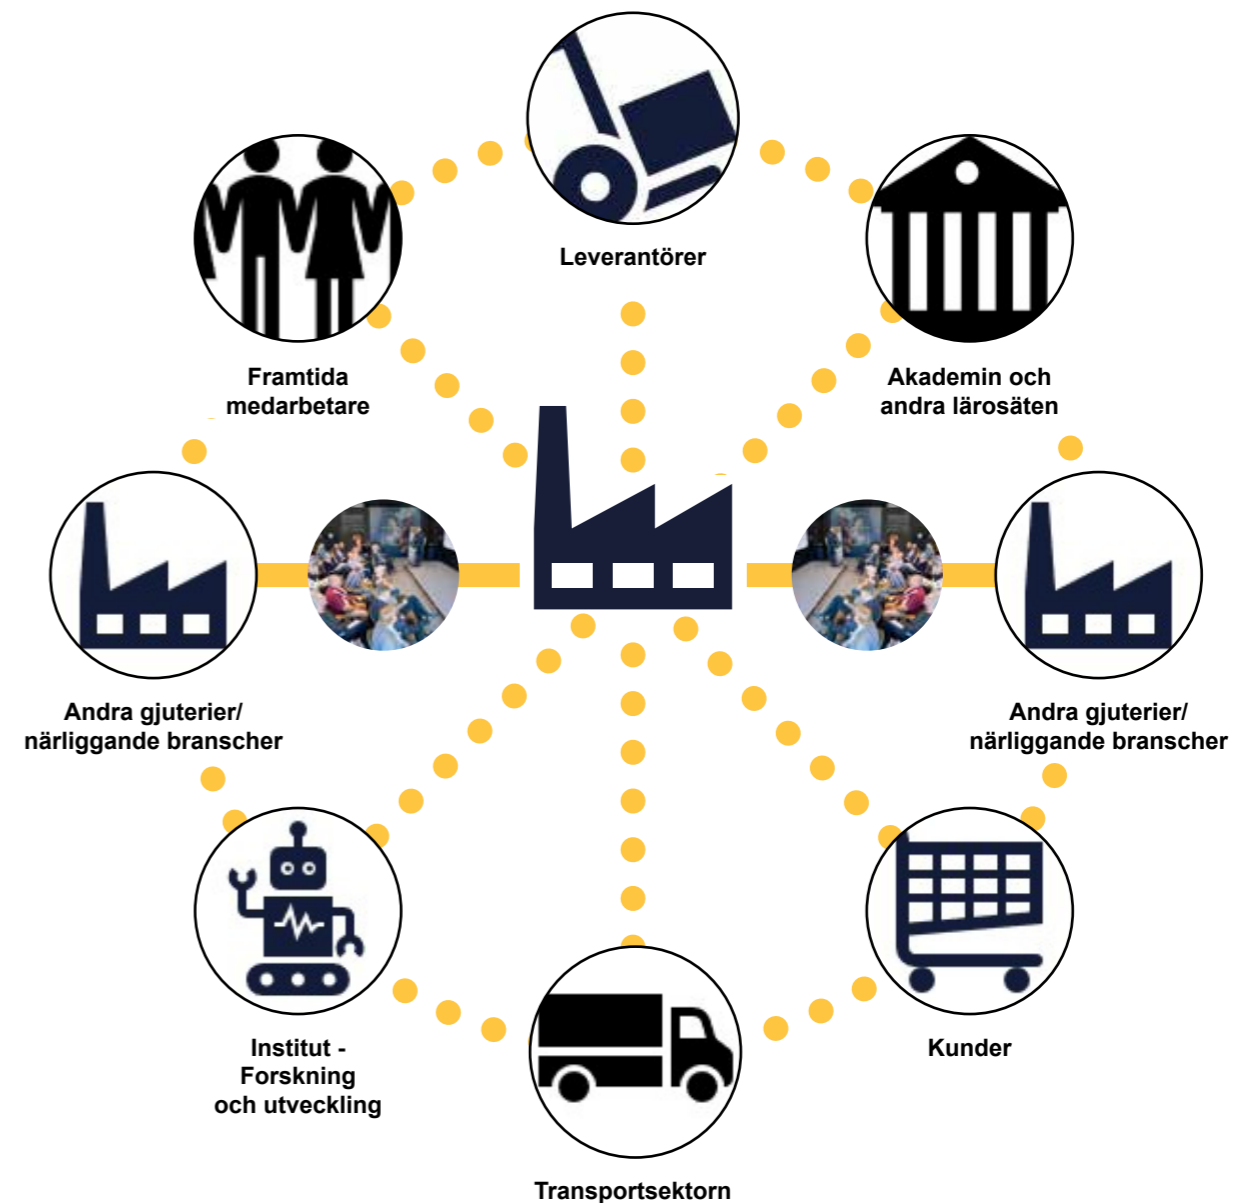 Leverantörer
Framtida
medarbetare
Akademin och
andra lärosäten
Andra gjuterier/
närliggande branscher
Andra gjuterier/
närliggande branscher
Institut -
Forskning
och utveckling
Kunder
Transportsektorn